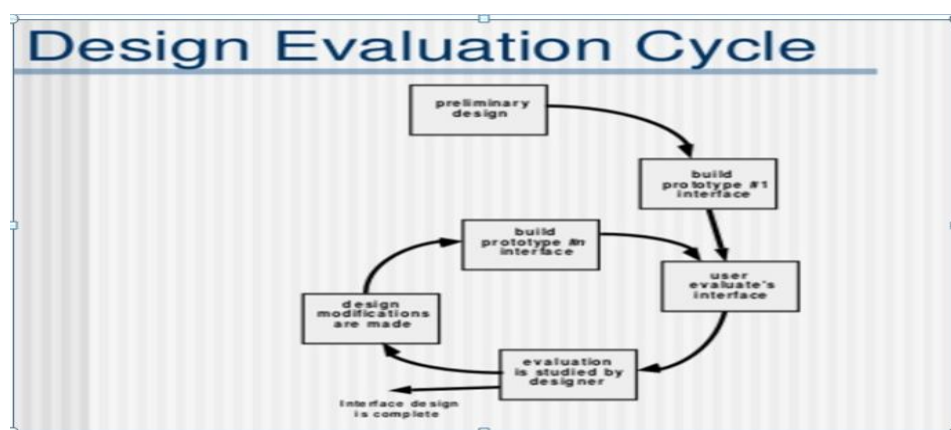 Design Evaluation Cycle
preliminary
design
build
prototype #1
interface
build
prototype #n
interface
user
evaluate's
interface
design
modifications
are made
evaluation
is studied by
designer
Interface design
is complete